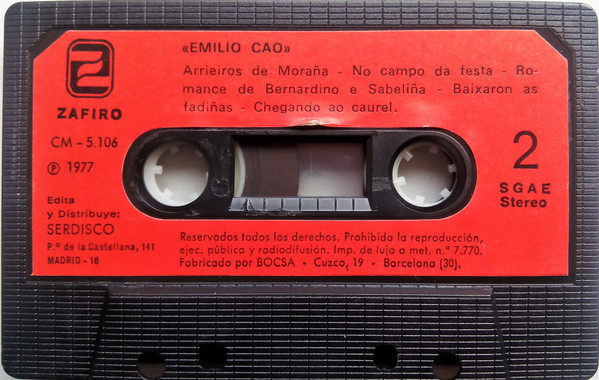 «EMILIO CAO»
Arrieiros de Moraña - No campo da festa - Ro-
mance de Bernardino e Sabeliña - Baixaron as
fadiñas - Chegando ao caurel.
ZAFIRO
CM - 5.106
℗ 1977
Edita
y Distribuye:
SERDISCO
P.º de la Castellana, 141
MADRID - 16
2
SGAE
Stereo
Reservados todos los derechos. Prohibida la reproducción,
ejec. pública y radiodifusión. Imp. de lujo a met. n.º 7.770.
Fabricado por BOCSA - Cuzco, 19 - Barcelona (30).